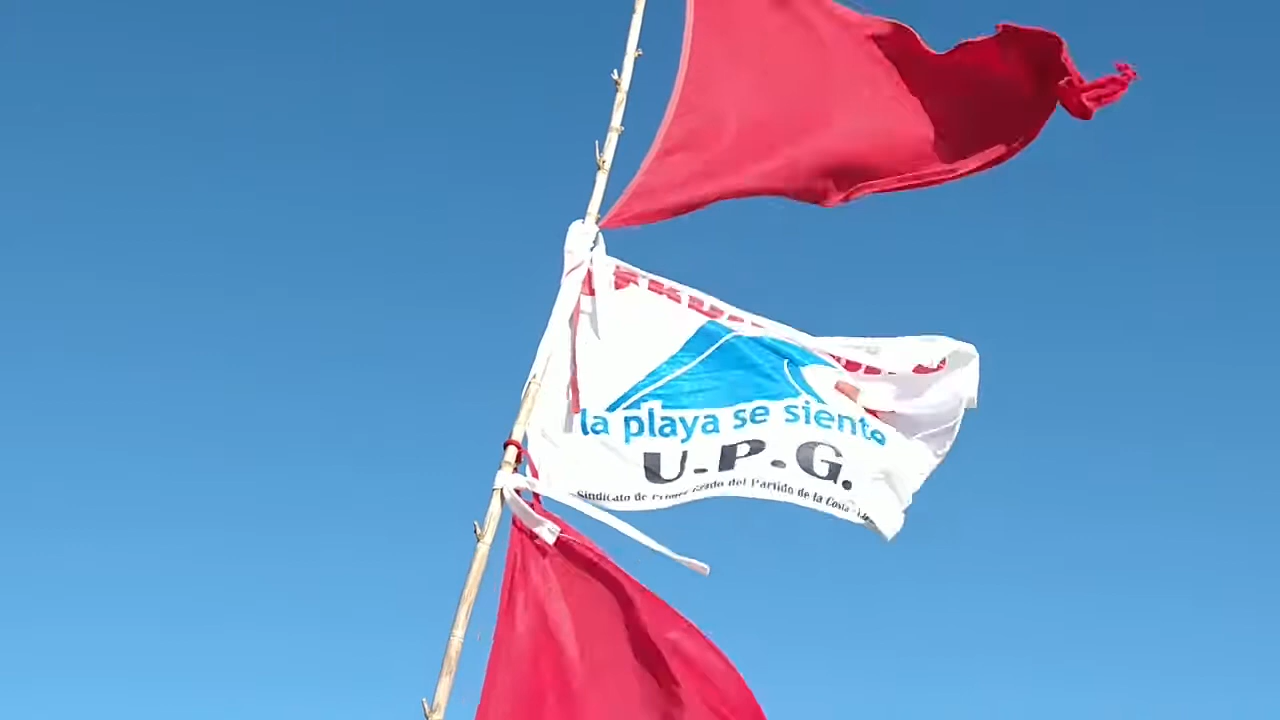 la playa se siente
U.P.G.
Sindicato de Primer Grado del Partido de la Costa